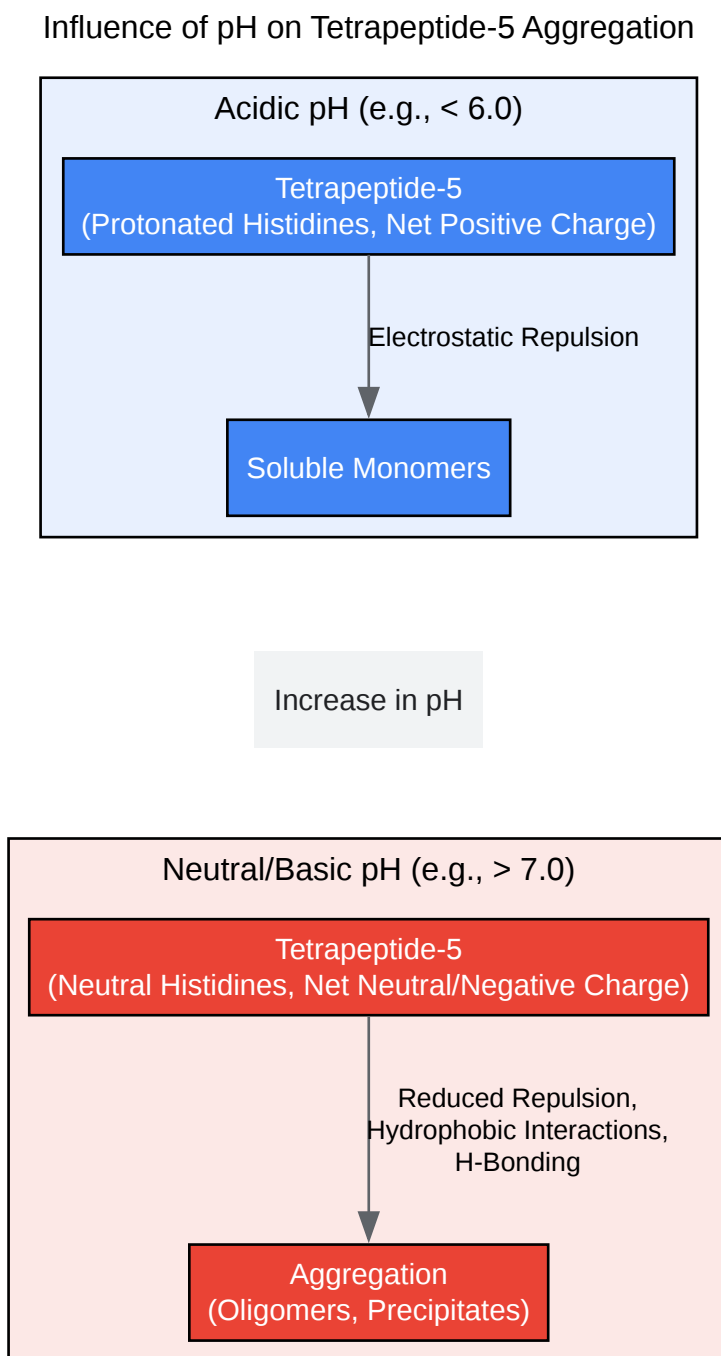 Influence of pH on Tetrapeptide-5 Aggregation
Acidic pH (e.g., < 6.0)
Tetrapeptide-5
(Protonated Histidines, Net Positive Charge)
Electrostatic Repulsion
Soluble Monomers
Increase in pH
Neutral/Basic pH (e.g., > 7.0)
Tetrapeptide-5
(Neutral Histidines, Net Neutral/Negative Charge)
Reduced Repulsion,
Hydrophobic Interactions,
H-Bonding
Aggregation
(Oligomers, Precipitates)